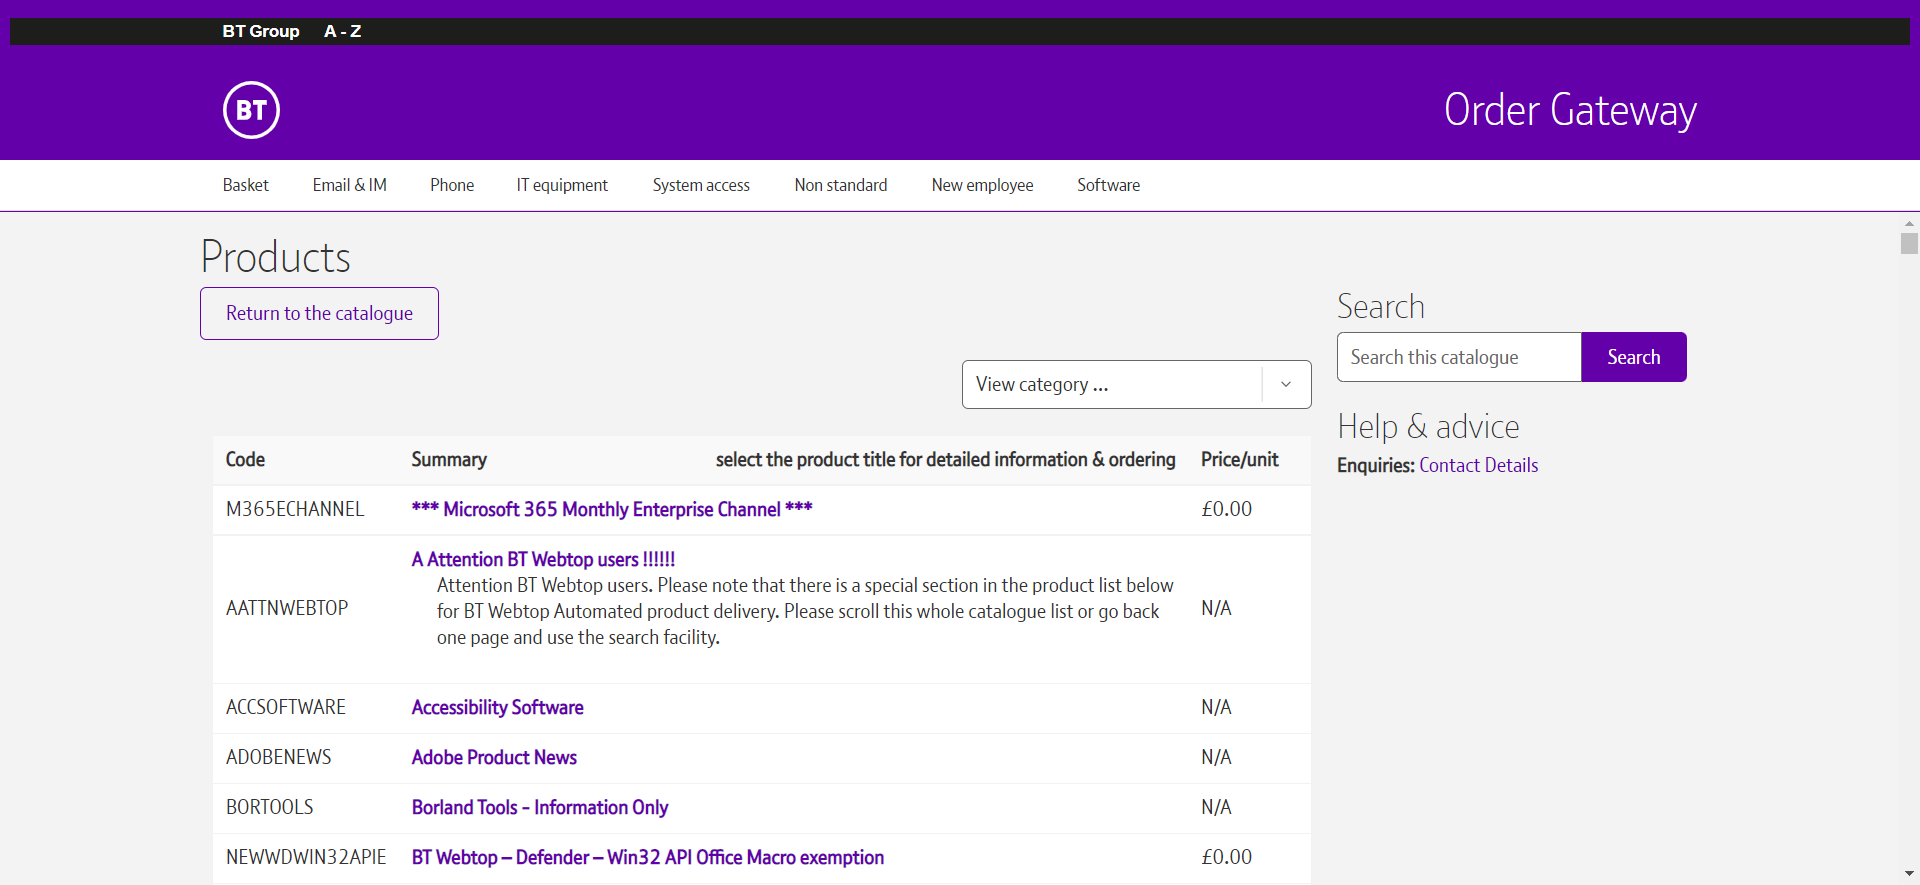 BT Group A - Z
BT
Order Gateway
Basket Email & IM Phone IT equipment System access Non standard New employee Software
Products
Return to the catalogue
Search
Search this catalogue Search
View category ...
Help & advice
Enquiries: Contact Details
Code Summary select the product title for detailed information & ordering Price/unit
M365ECHANNEL *** Microsoft 365 Monthly Enterprise Channel *** £0.00
A Attention BT Webtop users !!!!!!
Attention BT Webtop users. Please note that there is a special section in the product list below
AATTNWEBTOP for BT Webtop Automated product delivery. Please scroll this whole catalogue list or go back N/A
one page and use the search facility.
ACCSOFTWARE Accessibility Software N/A
ADOBENEWS Adobe Product News N/A
BORTOOLS Borland Tools - Information Only N/A
NEWWDWIN32APIE BT Webtop – Defender – Win32 API Office Macro exemption £0.00